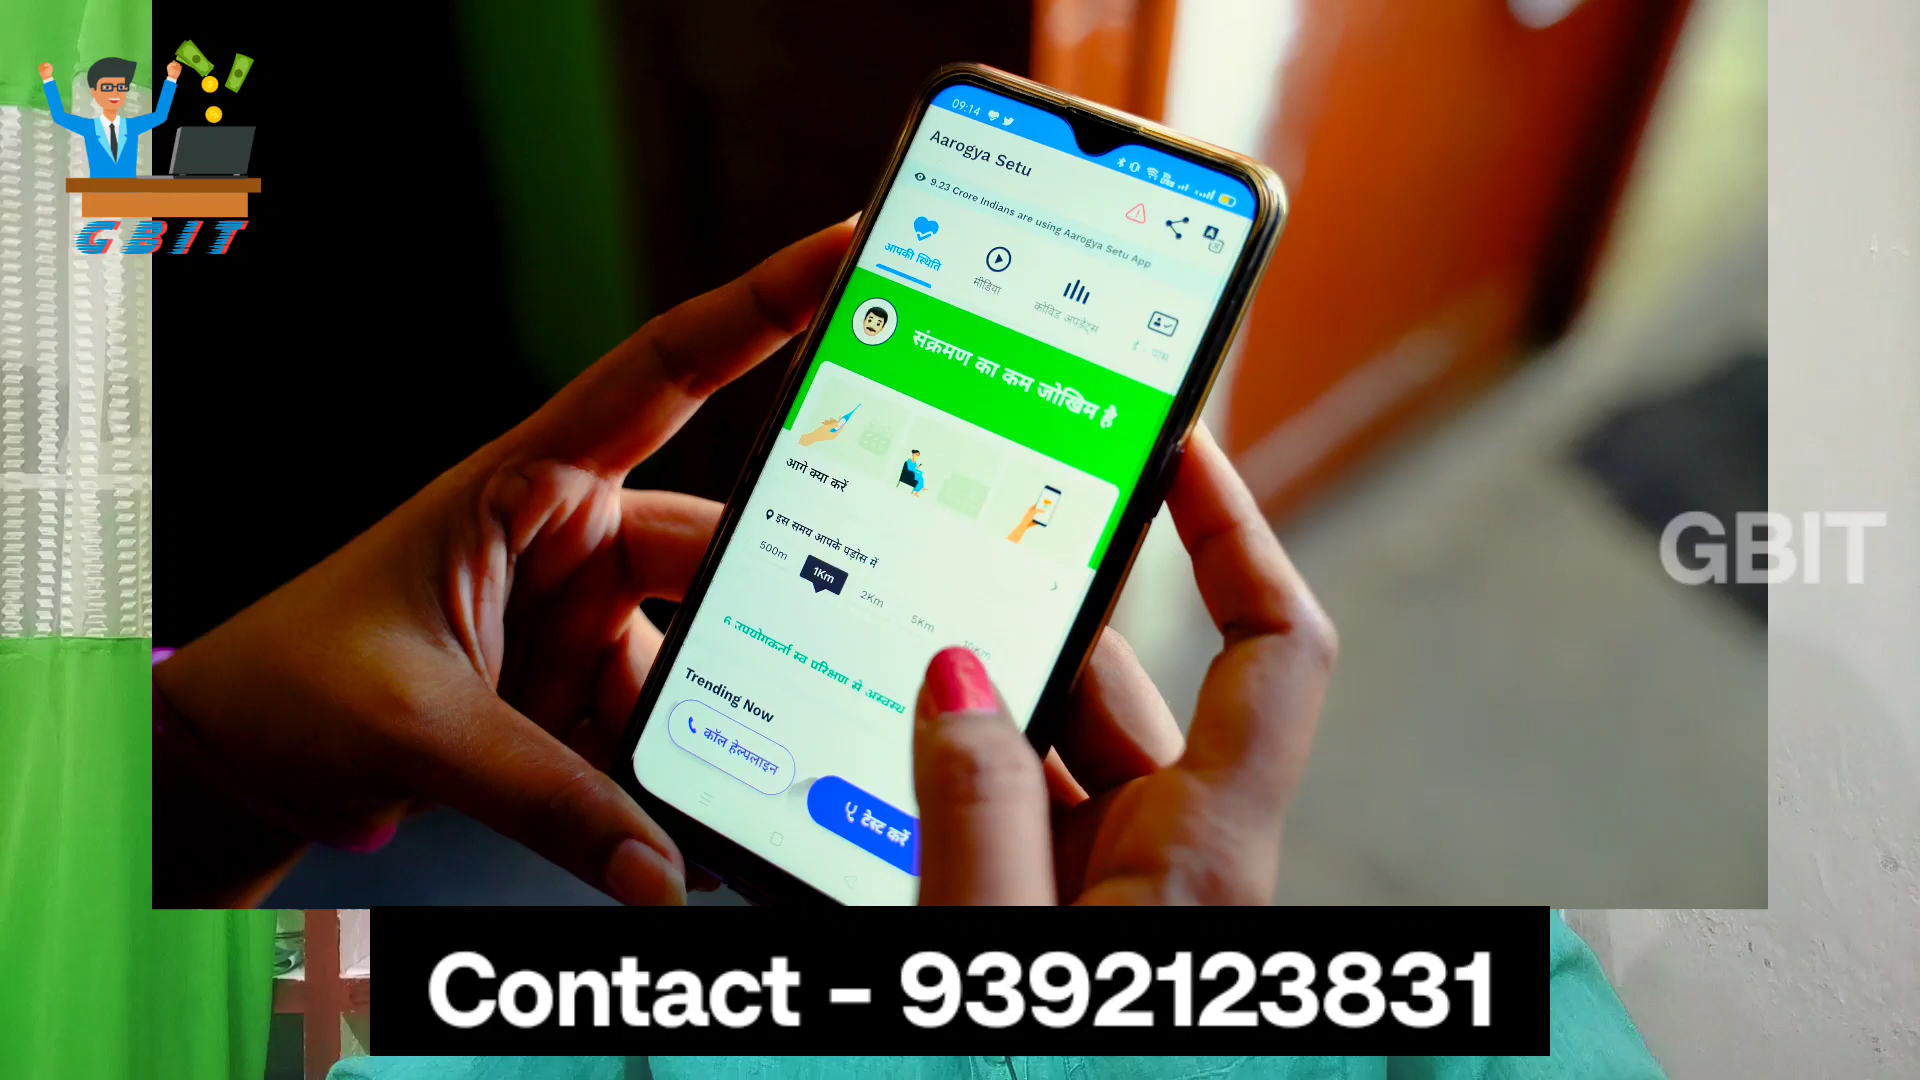 GBIT
09:14
Aarogya Setu
9.23 Crore Indians are using Aarogya Setu App
आपकी स्थिति
मीडिया
कोविड अपडेट्स
ई - पास
संक्रमण का कम जोखिम है
आगे क्या करें
इस समय आपके पड़ोस में
500m
1Km
2Km
5Km
10Km
6 उपयोगकर्ता स्व परिक्षण से अस्वस्थ
Trending Now
कॉल हेल्पलाइन
टेस्ट करें
GBIT
Contact - 9392123831